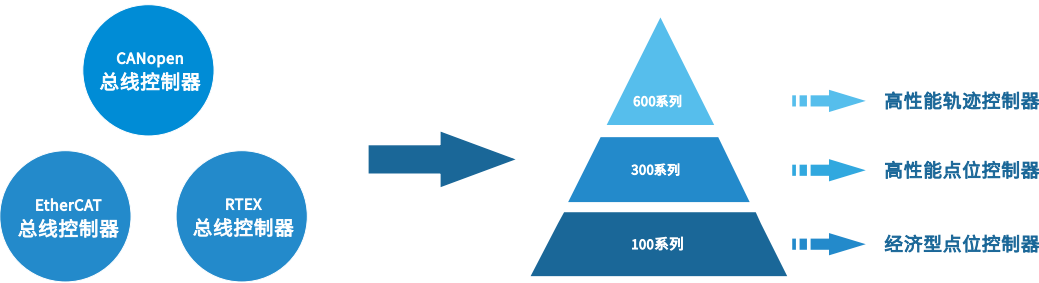 CANopen
总线控制器
EtherCAT
总线控制器
RTEX
总线控制器
600系列
高性能轨迹控制器
300系列
高性能点位控制器
100系列
经济型点位控制器